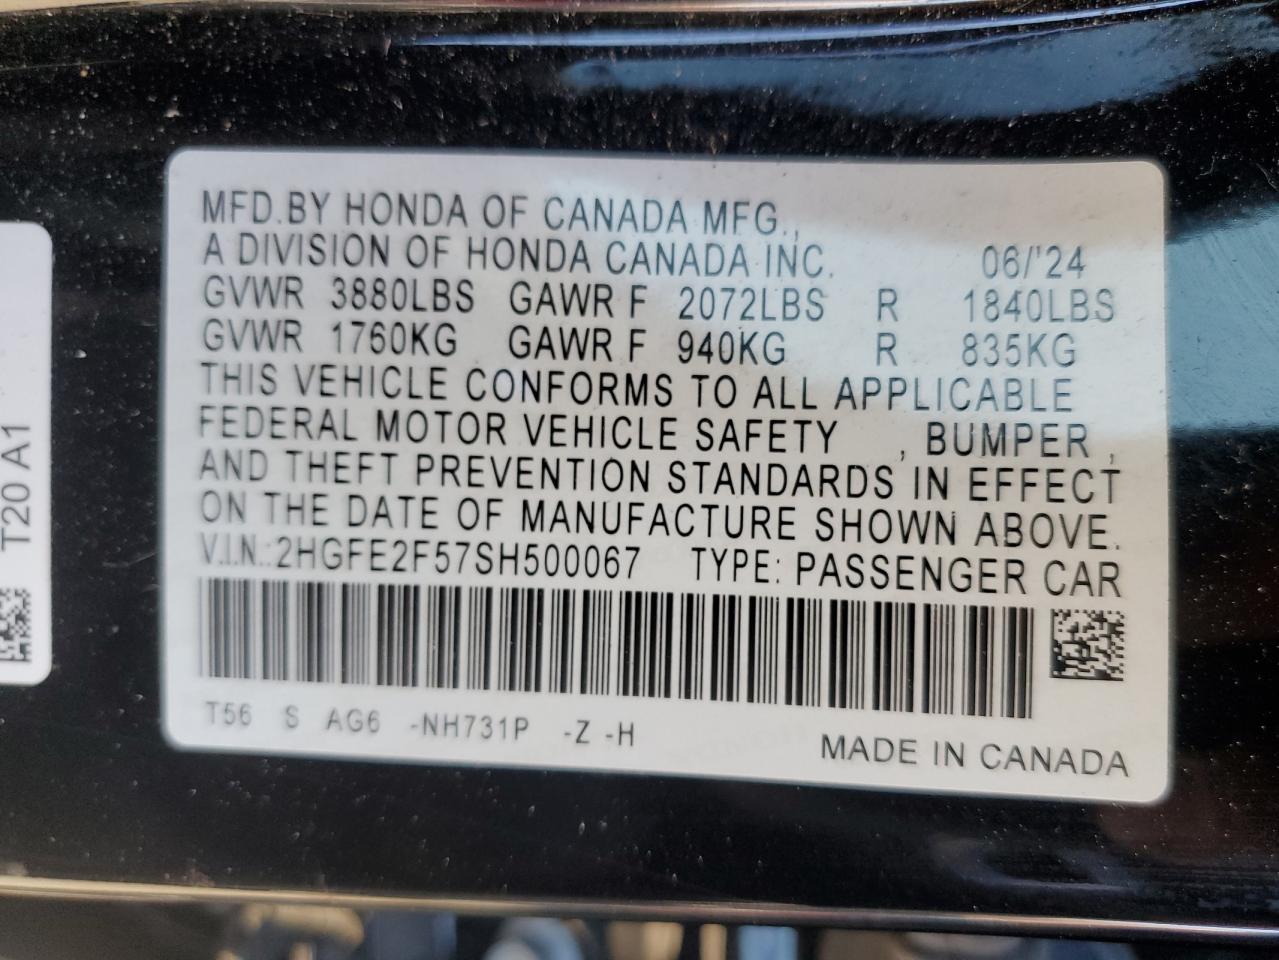 MFD.BY HONDA OF CANADA MFG.,
A DIVISION OF HONDA CANADA INC. 06/'24
GVWR 3880LBS GAWR F 2072LBS R 1840LBS
GVWR 1760KG GAWR F 940KG R 835KG
THIS VEHICLE CONFORMS TO ALL APPLICABLE
FEDERAL MOTOR VEHICLE SAFETY , BUMPER ,
AND THEFT PREVENTION STANDARDS IN EFFECT
ON THE DATE OF MANUFACTURE SHOWN ABOVE.
V.I.N.:2HGFE2F57SH500067 TYPE: PASSENGER CAR
T56 S AG6 -NH731P -Z -H
MADE IN CANADA
T20 A1